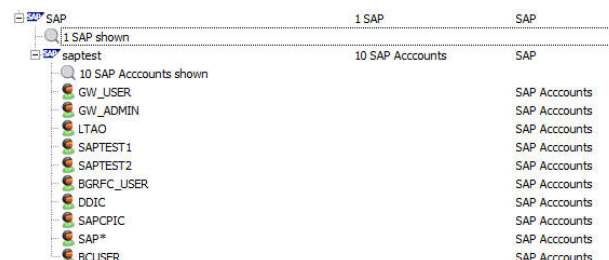 SAP SAP 1 SAP SAP
1 SAP shown
SAP saptest 10 SAP Acccounts SAP
10 SAP Acccounts shown
GW_USER SAP Acccounts
GW_ADMIN SAP Acccounts
LTAO SAP Acccounts
SAPTEST1 SAP Acccounts
SAPTEST2 SAP Acccounts
BGRFC_USER SAP Acccounts
DDIC SAP Acccounts
SAPCPIC SAP Acccounts
SAP* SAP Acccounts
BCUSER SAP Acccounts